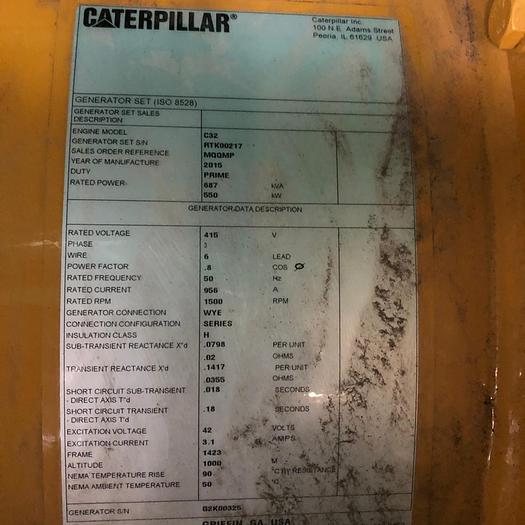 CATERPILLAR®
Caterpillar Inc.
100 N.E. Adams Street
Peoria, IL 61629 USA
GENERATOR SET (ISO 8528)
GENERATOR SET SALES
DESCRIPTION
ENGINE MODEL C32
GENERATOR SET S/N RTK00217
SALES ORDER REFERENCE MQQMP
YEAR OF MANUFACTURE 2015
DUTY PRIME
RATED POWER 687 kVA
550 kW
GENERATOR DATA DESCRIPTION
RATED VOLTAGE 415 V
PHASE 3
WIRE 6 LEAD
POWER FACTOR .8 COS Ø
RATED FREQUENCY 50 Hz
RATED CURRENT 956 A
RATED RPM 1500 RPM
GENERATOR CONNECTION WYE
CONNECTION CONFIGURATION SERIES
INSULATION CLASS H
SUB-TRANSIENT REACTANCE X"d .0798 PER UNIT
.02 OHMS
TRANSIENT REACTANCE X'd .1417 PER UNIT
.0355 OHMS
SHORT CIRCUIT SUB-TRANSIENT .018 SECONDS
- DIRECT AXIS T"d
SHORT CIRCUIT TRANSIENT .18 SECONDS
- DIRECT AXIS T'd
EXCITATION VOLTAGE 42 VOLTS
EXCITATION CURRENT 3.1 AMPS
FRAME 1423
ALTITUDE 1000 M
NEMA TEMPERATURE RISE 90 °C BY RESISTANCE
NEMA AMBIENT TEMPERATURE 50
GENERATOR S/N G2K00325
GRIFFIN, GA, USA